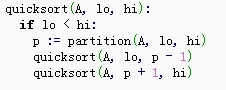 quicksort(A, lo, hi):
  if lo < hi:
    p := partition(A, lo, hi)
    quicksort(A, lo, p - 1)
    quicksort(A, p + 1, hi)